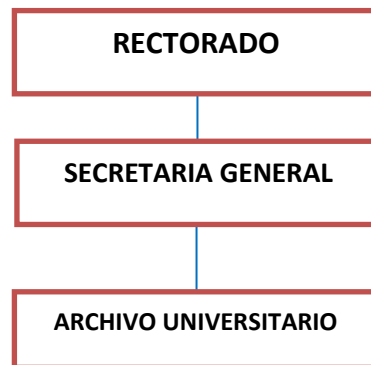 RECTORADO
SECRETARIA GENERAL
ARCHIVO UNIVERSITARIO